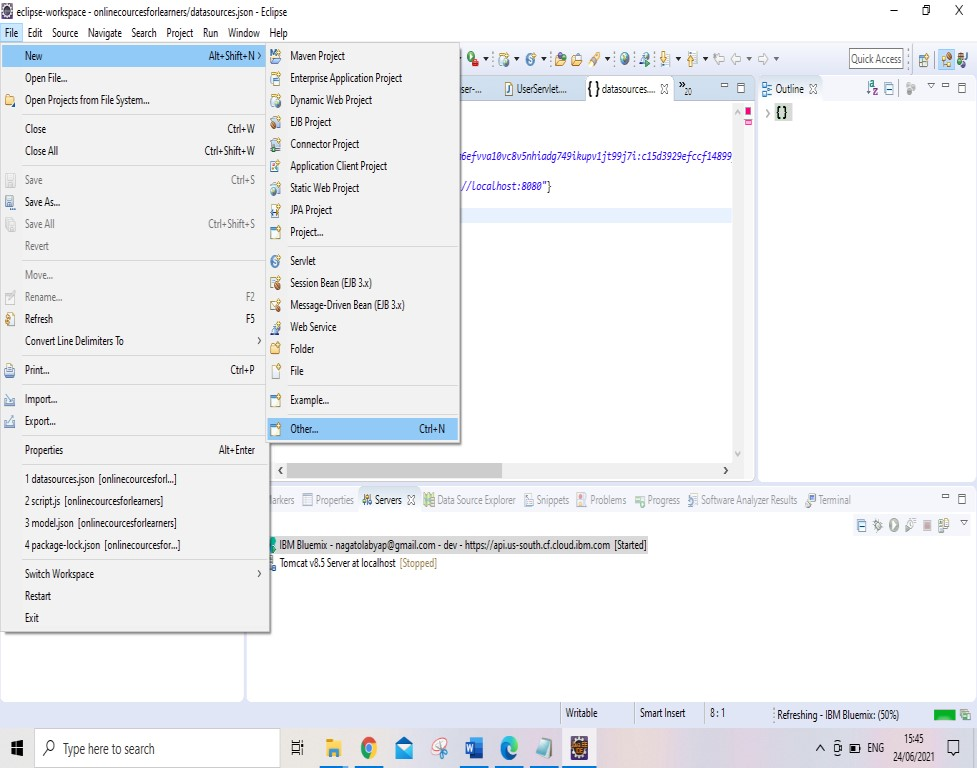 eclipse-workspace - onlinecourcesforlearners/datasources.json - Eclipse
File Edit Source Navigate Search Project Run Window Help
New Alt+Shift+N >
Open File...
Open Projects from File System...
Close Ctrl+W
Close All Ctrl+Shift+W
Save Ctrl+S
Save As...
Save All Ctrl+Shift+S
Revert
Move...
Rename... F2
Refresh F5
Convert Line Delimiters To >
Print... Ctrl+P
Import...
Export...
Properties Alt+Enter
1 datasources.json [onlinecourcesforl...]
2 script.js [onlinecourcesforlearners]
3 model.json [onlinecourcesforlearners]
4 package-lock.json [onlinecourcesfor...]
Switch Workspace >
Restart
Exit
Maven Project
Enterprise Application Project
Dynamic Web Project
EJB Project
Connector Project
Application Client Project
Static Web Project
JPA Project
Project...
Servlet
Session Bean (EJB 3.x)
Message-Driven Bean (EJB 3.x)
Web Service
Folder
File
Example...
Other... Ctrl+N
Quick Access
ser-... UserServlet.... { } datasources.... »20
Outline
{}
6efvva10vc8v5nhiadg749ikupv1jt99j7i:c15d3929efccf14899
//localhost:8080"}
arkers Properties Servers Data Source Explorer Snippets Problems Progress Software Analyzer Results Terminal
IBM Bluemix - nagatolabyap@gmail.com - dev - https://api.us-south.cf.cloud.ibm.com [Started]
Tomcat v8.5 Server at localhost [Stopped]
Writable Smart Insert 8 : 1 Refreshing - IBM Bluemix: (50%)
Type here to search
ENG
15:45
24/06/2021